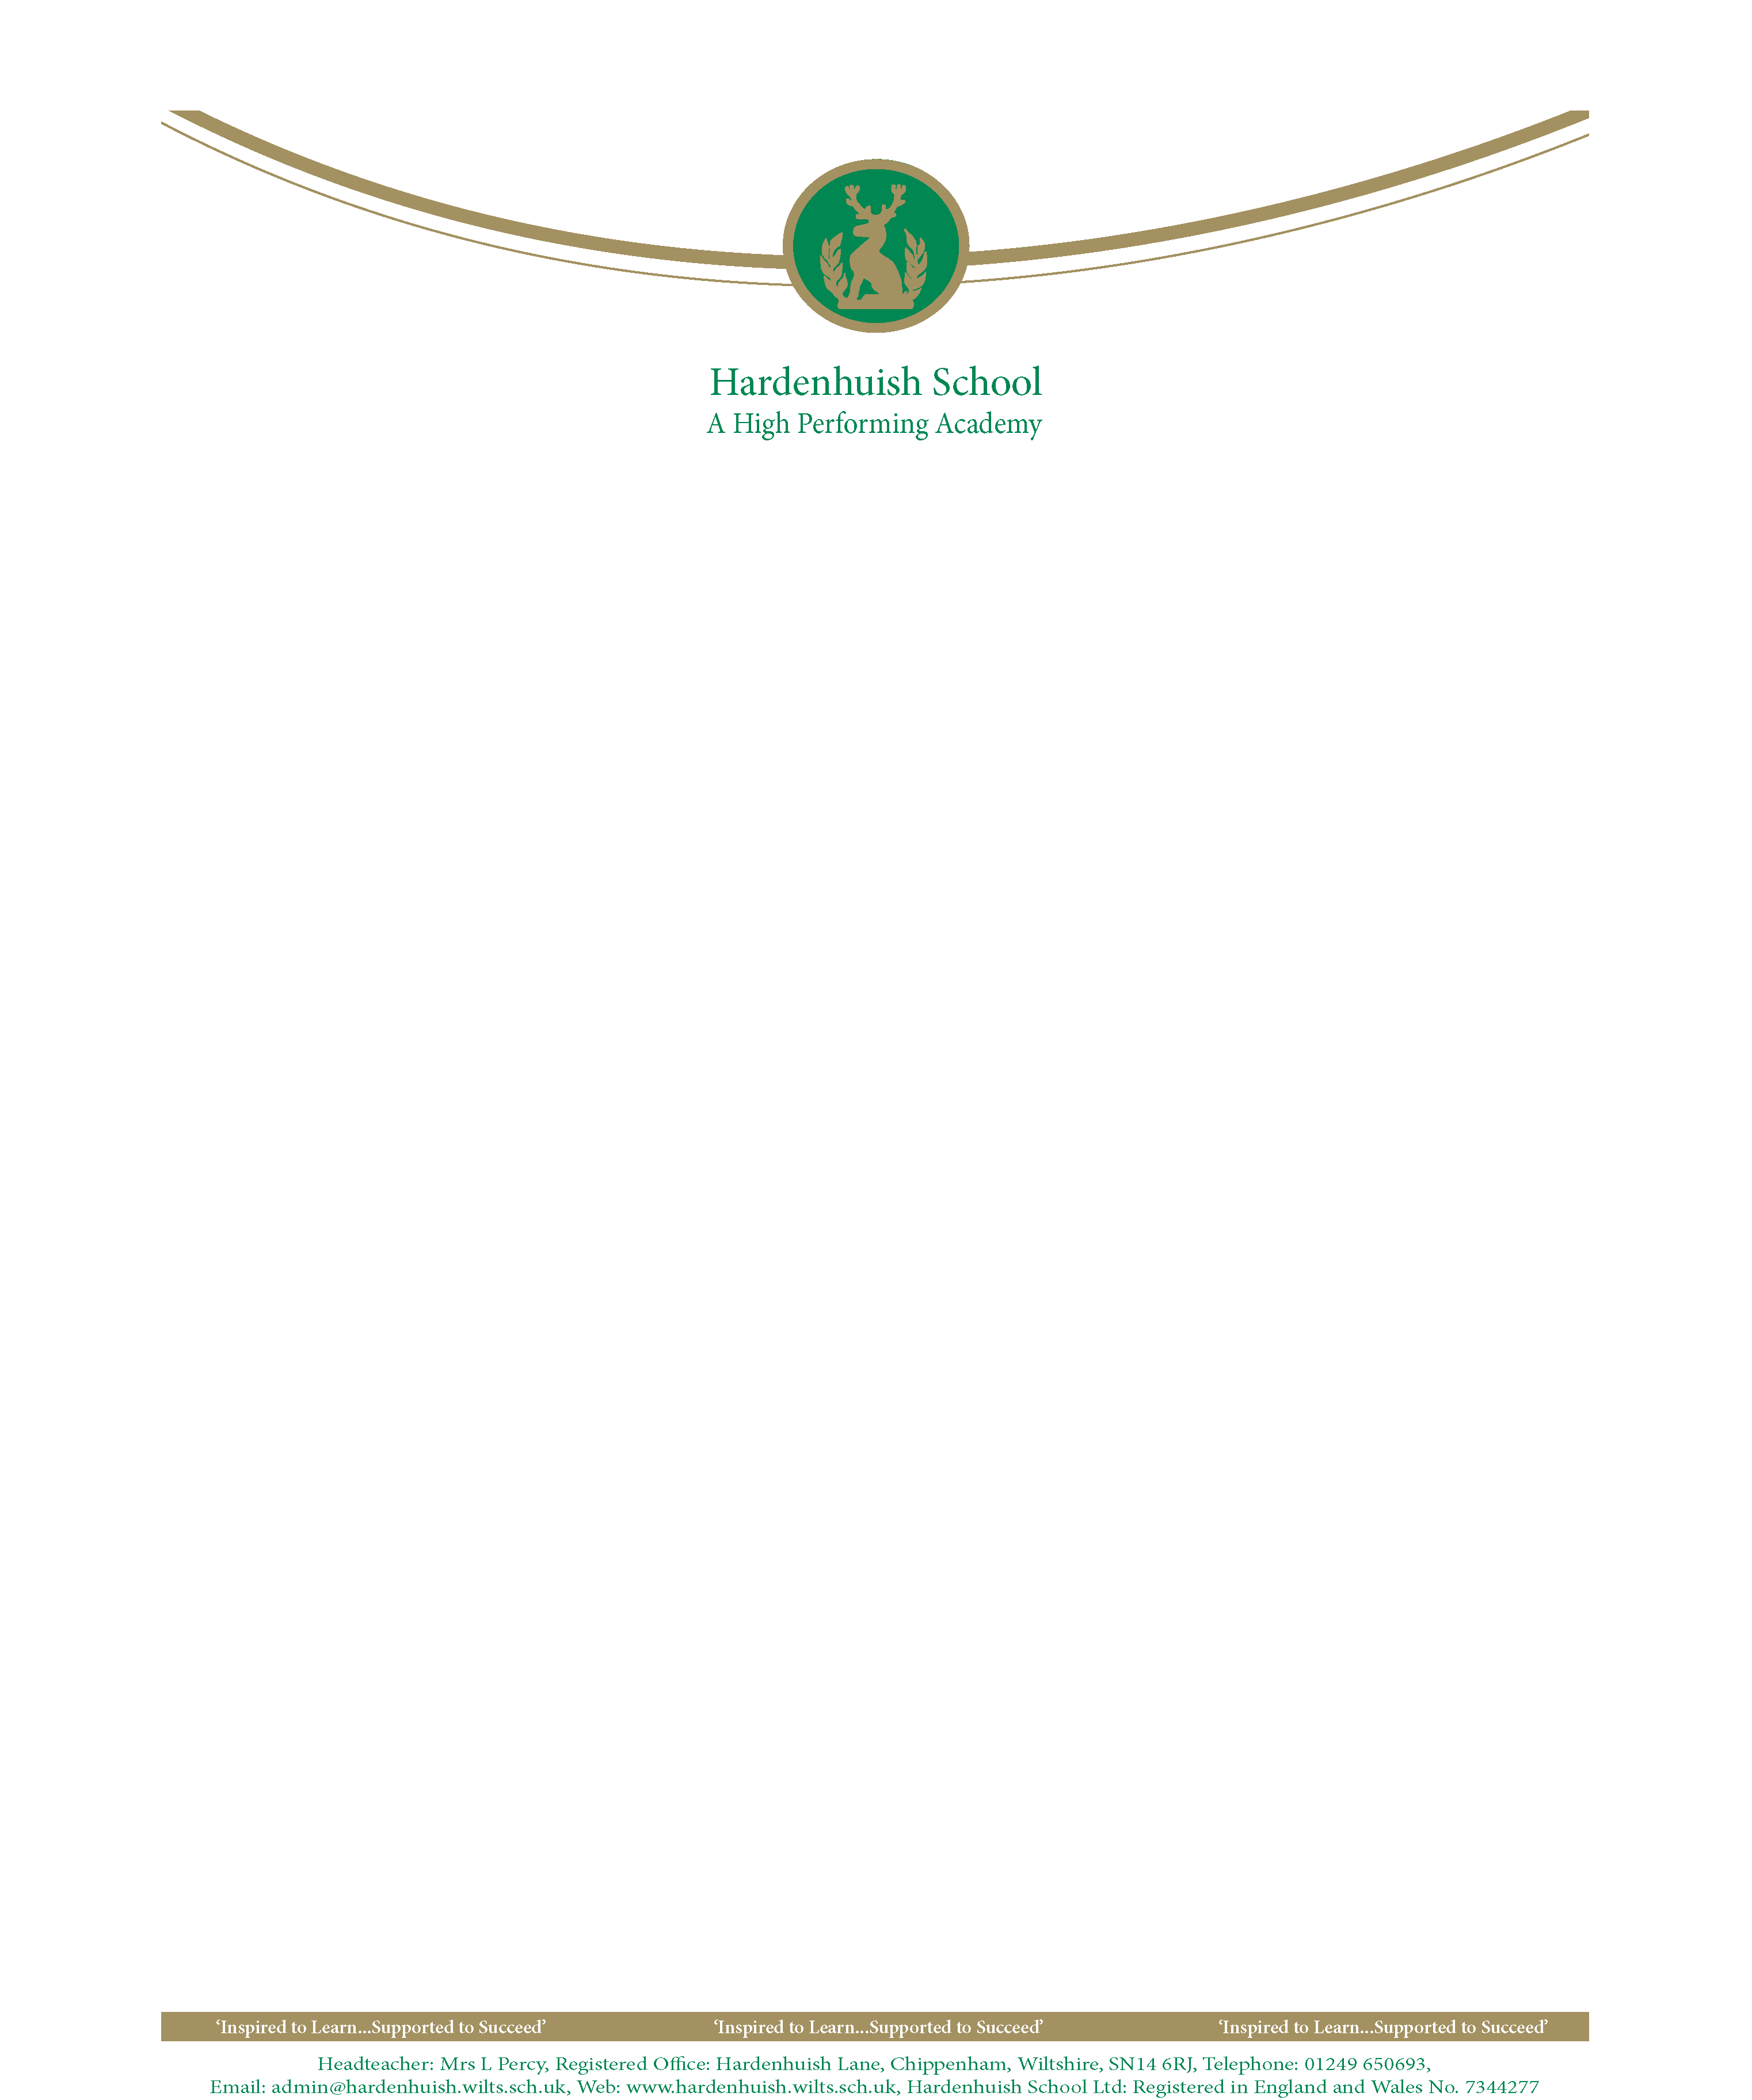 Hardenhuish School
A High Performing Academy
‘Inspired to Learn...Supported to Succeed’ ‘Inspired to Learn...Supported to Succeed’ ‘Inspired to Learn...Supported to Succeed’
Headteacher: Mrs L Percy, Registered Office: Hardenhuish Lane, Chippenham, Wiltshire, SN14 6RJ, Telephone: 01249 650693,
Email: admin@hardenhuish.wilts.sch.uk, Web: www.hardenhuish.wilts.sch.uk, Hardenhuish School Ltd: Registered in England and Wales No. 7344277